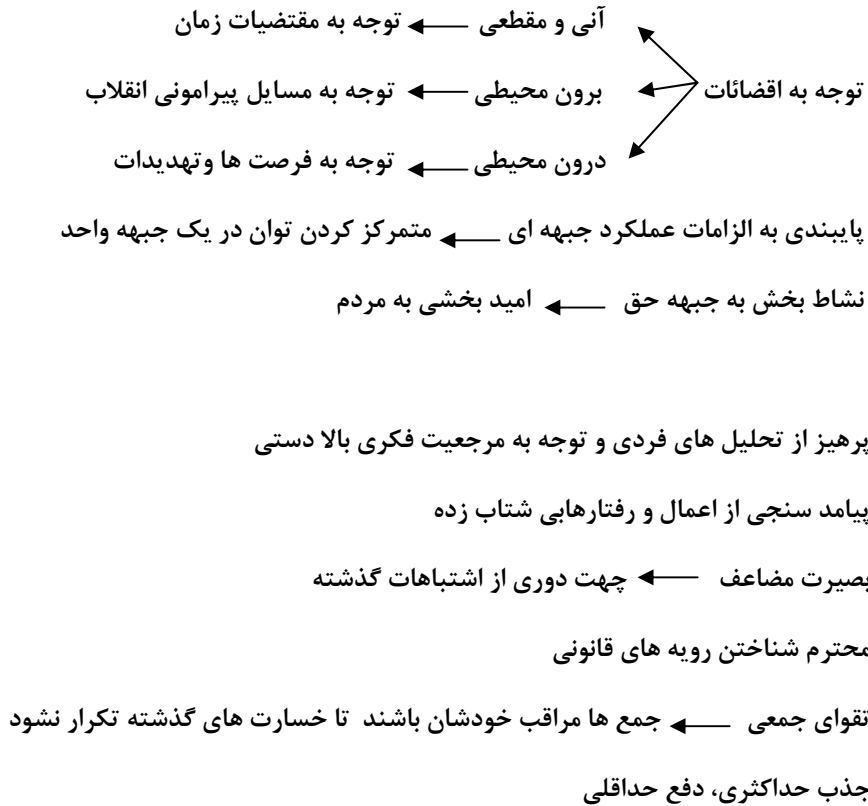 آنی و مقطعی ← توجه به مقتضیات زمان
توجه به اقضائات برون محیطی ← توجه به مسایل پیرامونی انقلاب
درون محیطی ← توجه به فرصت ها وتهدیدات
پایبندی به الزامات عملکرد جبهه ای ← متمرکز کردن توان در یک جبهه واحد
نشاط بخش به جبهه حق ← امید بخشی به مردم
پرهیز از تحلیل های فردی و توجه به مرجعیت فکری بالا دستی
پیامد سنجی از اعمال و رفتارهابی شتاب زده
بصیرت مضاعف ← چهت دوری از اشتباهات گذشته
محترم شناختن رویه های قانونی
تقوای جمعی ← جمع ها مراقب خودشان باشند تا خسارت های گذشته تکرار نشود
جذب حداکثری، دفع حداقلی